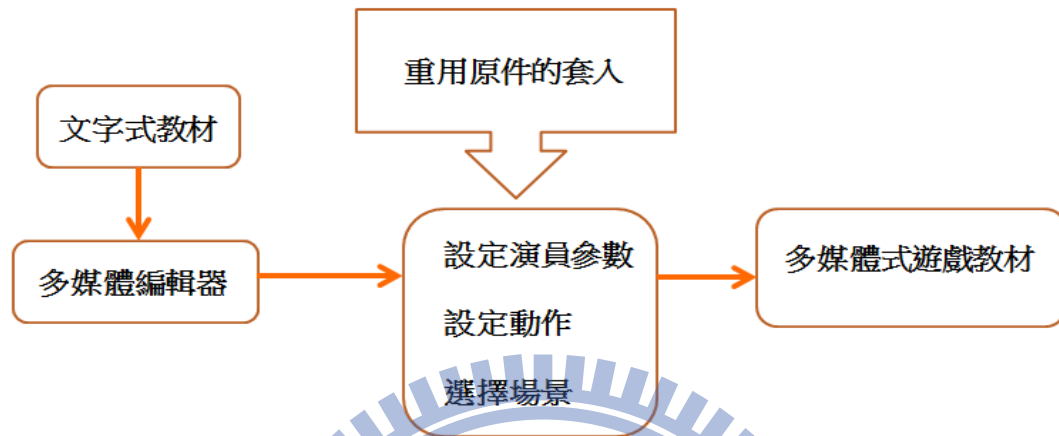 重用原件的套入
文字式教材
多媒體編輯器
設定演員參數
設定動作
選擇場景
多媒體式遊戲教材